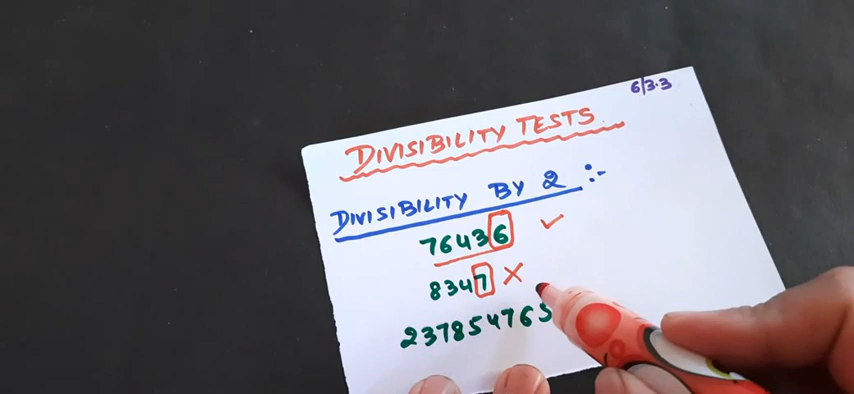 6/3.3
DIVISIBILITY TESTS
DIVISIBILITY BY 2 :-
76436 ✓
8347 ✗
237854765